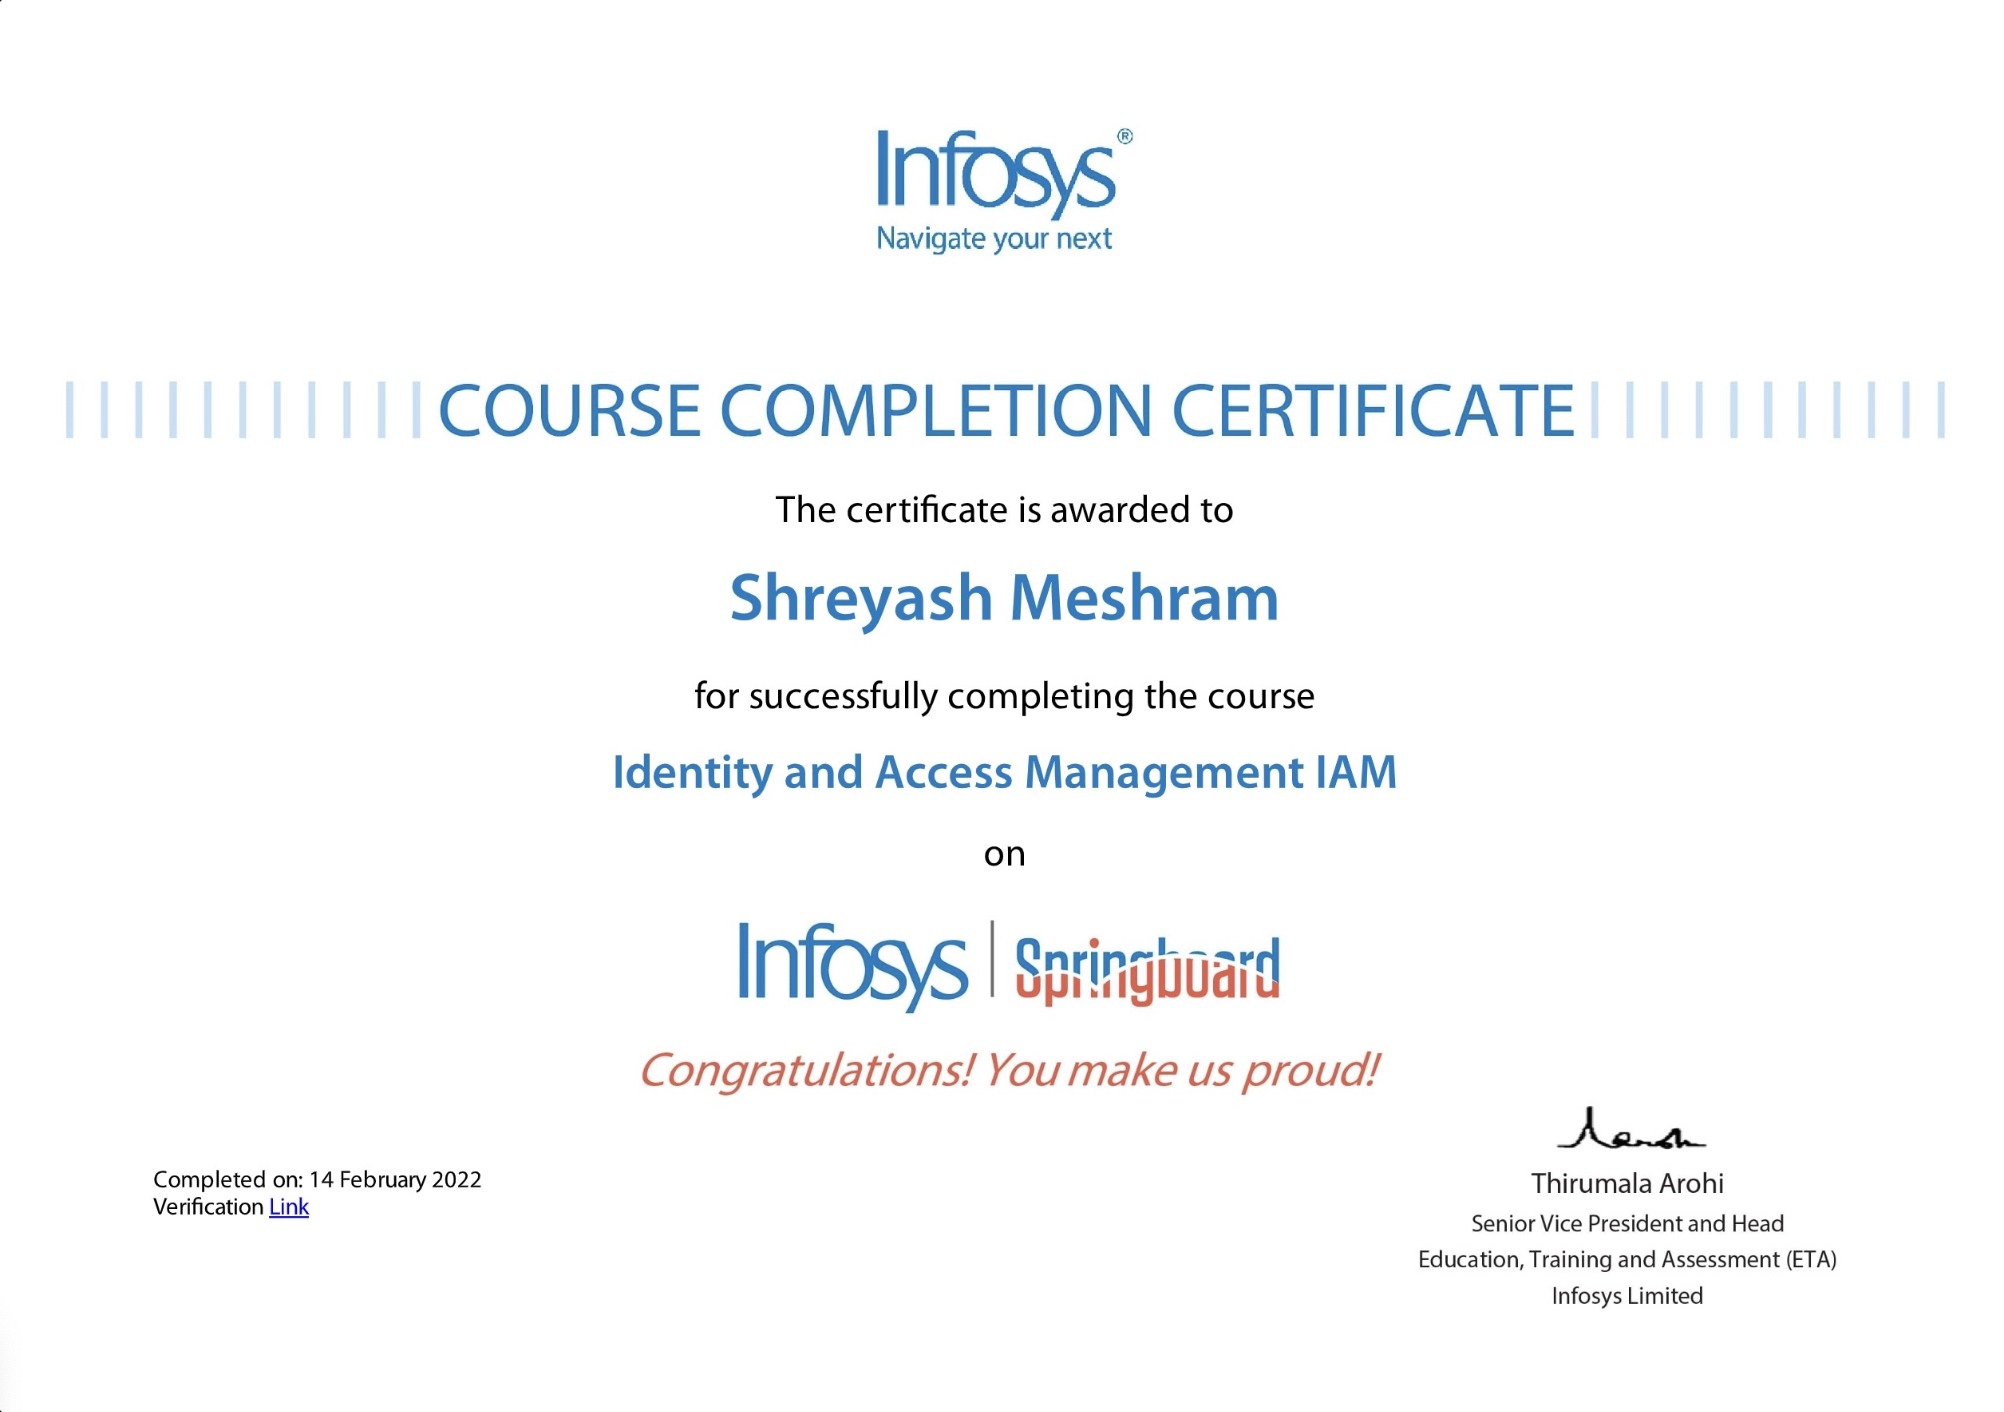 Infosys®
Navigate your next
COURSE COMPLETION CERTIFICATE
The certificate is awarded to
Shreyash Meshram
for successfully completing the course
Identity and Access Management IAM
on
Infosys | Springboard
Congratulations! You make us proud!
Completed on: 14 February 2022
Verification Link
Thirumala Arohi
Senior Vice President and Head
Education, Training and Assessment (ETA)
Infosys Limited